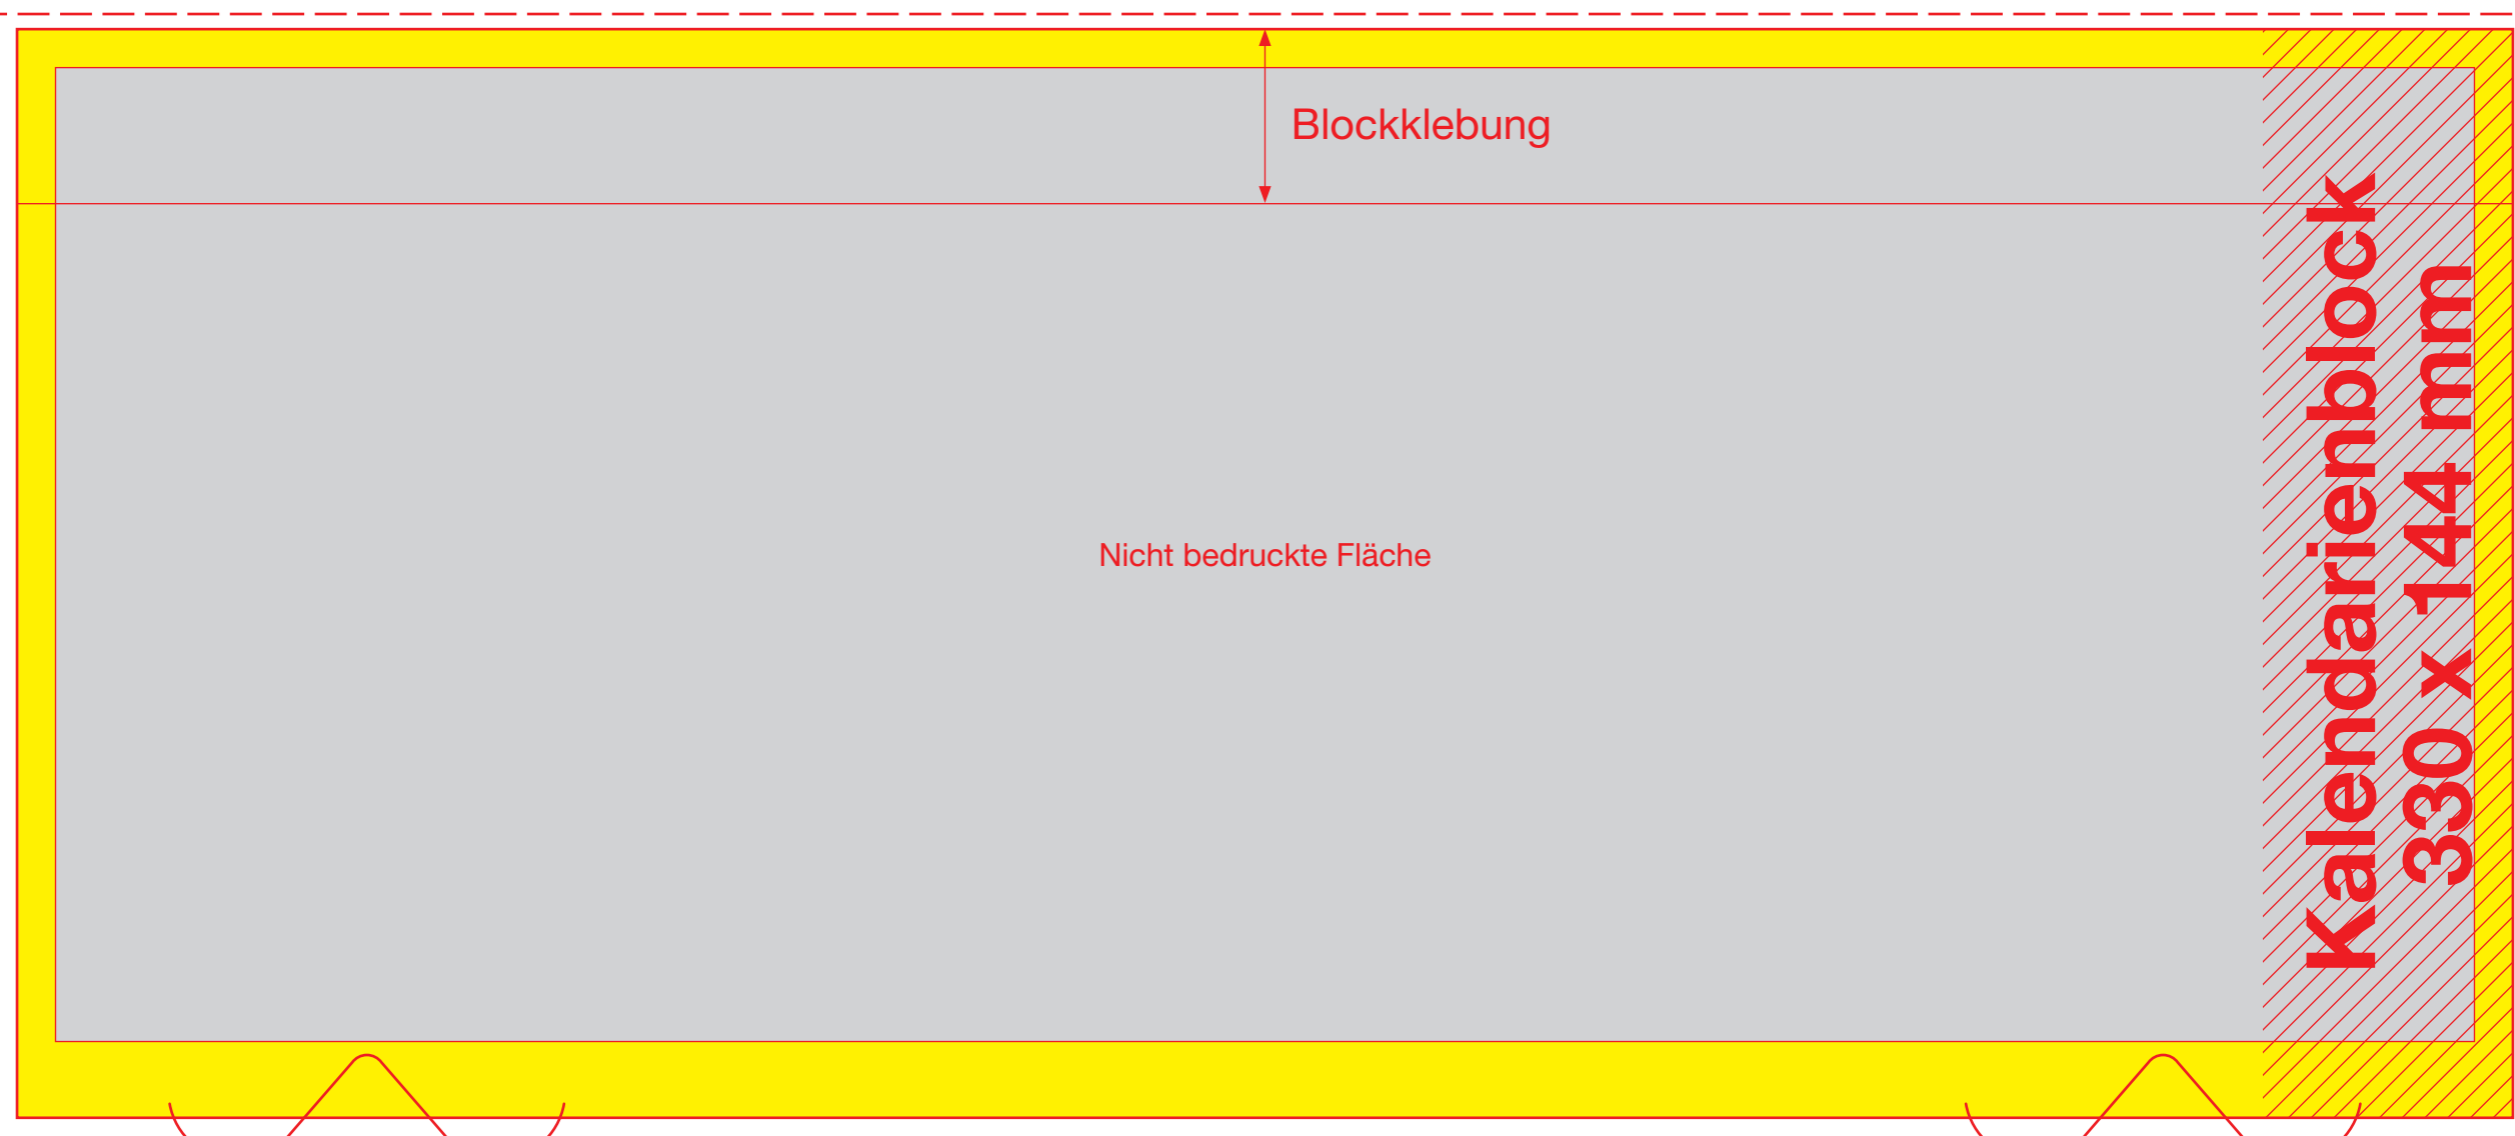 Blockklebung
Nicht bedruckte Fläche
Kalendarienblock
330 x 144 mm